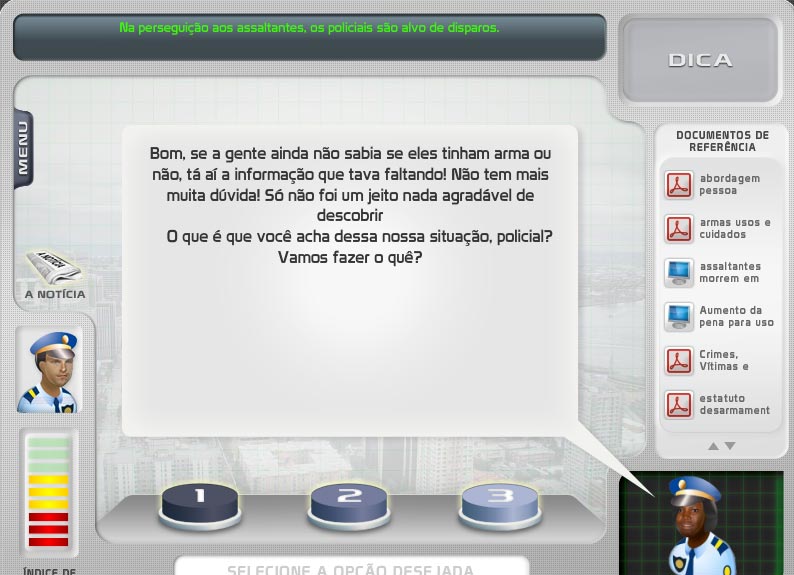 Na perseguição aos assaltantes, os policiais são alvo de disparos.
DICA
MENU
Bom, se a gente ainda não sabia se eles tinham arma ou
não, tá aí a informação que tava faltando! Não tem mais
muita dúvida! Só não foi um jeito nada agradável de
descobrir
O que é que você acha dessa nossa situação, policial?
Vamos fazer o quê?
A NOTÍCIA
A NOTÍCIA
DOCUMENTOS DE
REFERÊNCIA
abordagem
pessoa
armas usos e
cuidados
assaltantes
morrem em
Aumento da
pena para uso
Crimes,
Vítimas e
estatuto
desarmament
1
2
3
ÍNDICE DE
SELECIONE A OPÇÃO DESEJADA